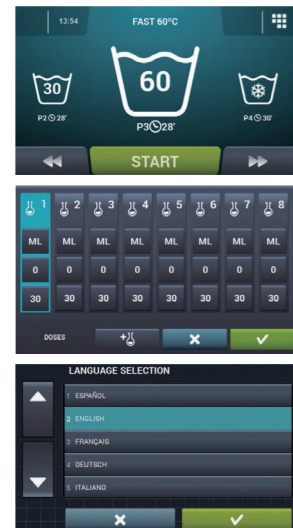 13:54 FAST 60ºC
30 60
P2 28' P3 28' P4 30'
START
1 2 3 4 5 6 7 8
ML ML ML ML ML ML ML ML
0 0 0 0 0 0 0 0
30 30 30 30 30 30 30 30
DOSES
LANGUAGE SELECTION
1 ESPAÑOL
2 ENGLISH
3 FRANÇAIS
4 DEUTSCH
5 ITALIANO